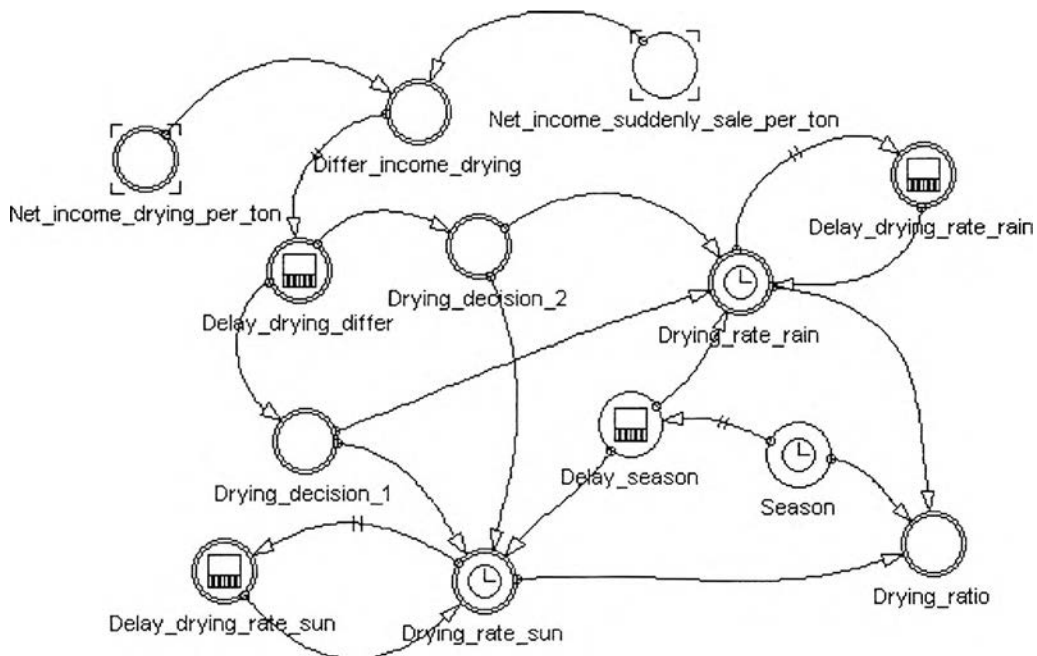 Net_income_suddenly_sale_per_ton
Differ_income_drying
Net_income_drying_per_ton
Delay_drying_rate_rain
Drying_decision_2
Delay_drying_differ
Drying_rate_rain
Delay_season
Drying_decision_1
Season
Drying_ratio
Delay_drying_rate_sun
Drying_rate_sun